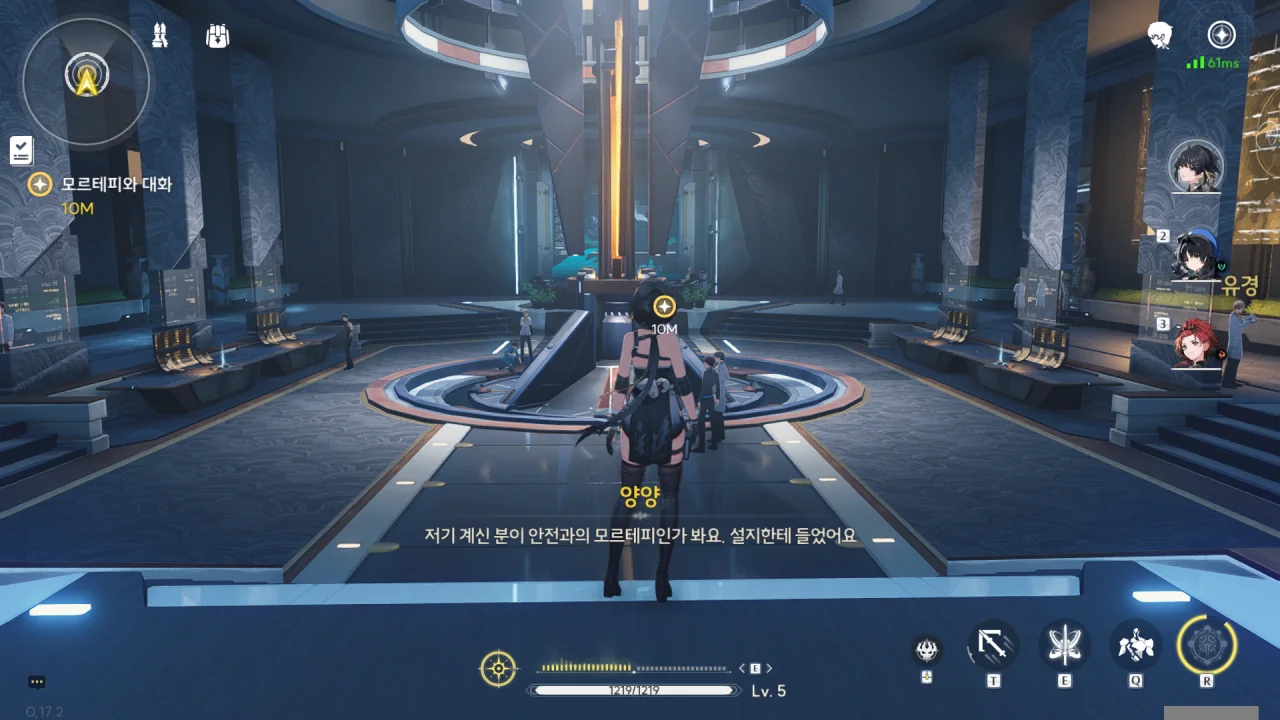 61ms
모르테피와 대화
10M
2
유경
10M
3
양양
저기 계신 분이 안전과의 모르테피인가 봐요. 설지한테 들었어요
E
1219/1219
Lv. 5
T
E
Q
R
0,17,2